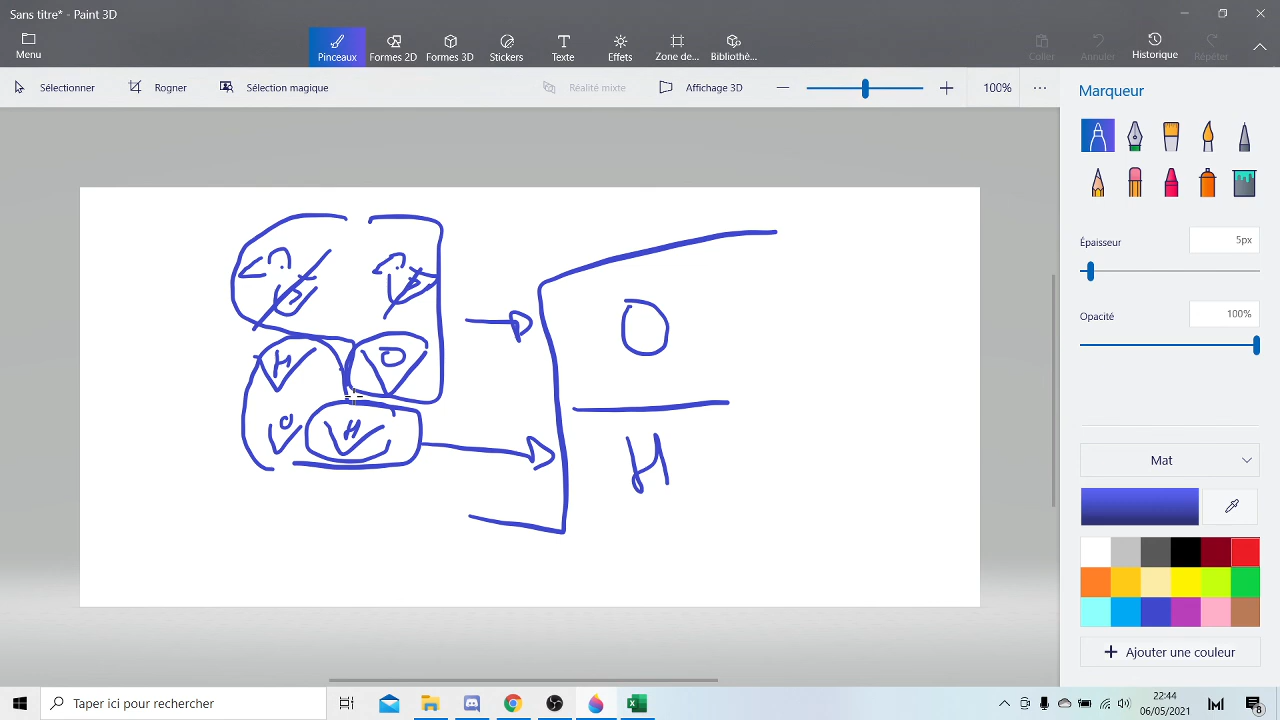 Sans titre* - Paint 3D
Menu
Pinceaux
Formes 2D
Formes 3D
Stickers
Texte
Effets
Zone de...
Bibliothè...
Coller
Annuler
Historique
Répéter
Sélectionner
Rogner
Sélection magique
Réalité mixte
Affichage 3D
100%
Marqueur
Épaisseur
5px
Opacité
100%
Mat
Ajouter une couleur
H
O
O
H
O
H
Taper ici pour rechercher
22:44
06/05/2021
8